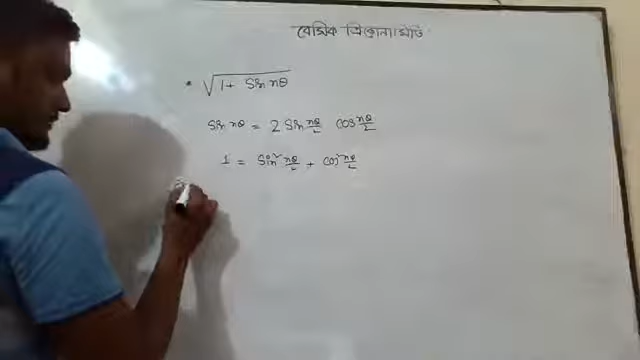 বেসিক ত্রিকোনোমিতি
* √(1 + Sin nθ)
Sin nθ = 2 Sin nθ/2 Cos nθ/2
1 = Sin² nθ/2 + Cos² nθ/2